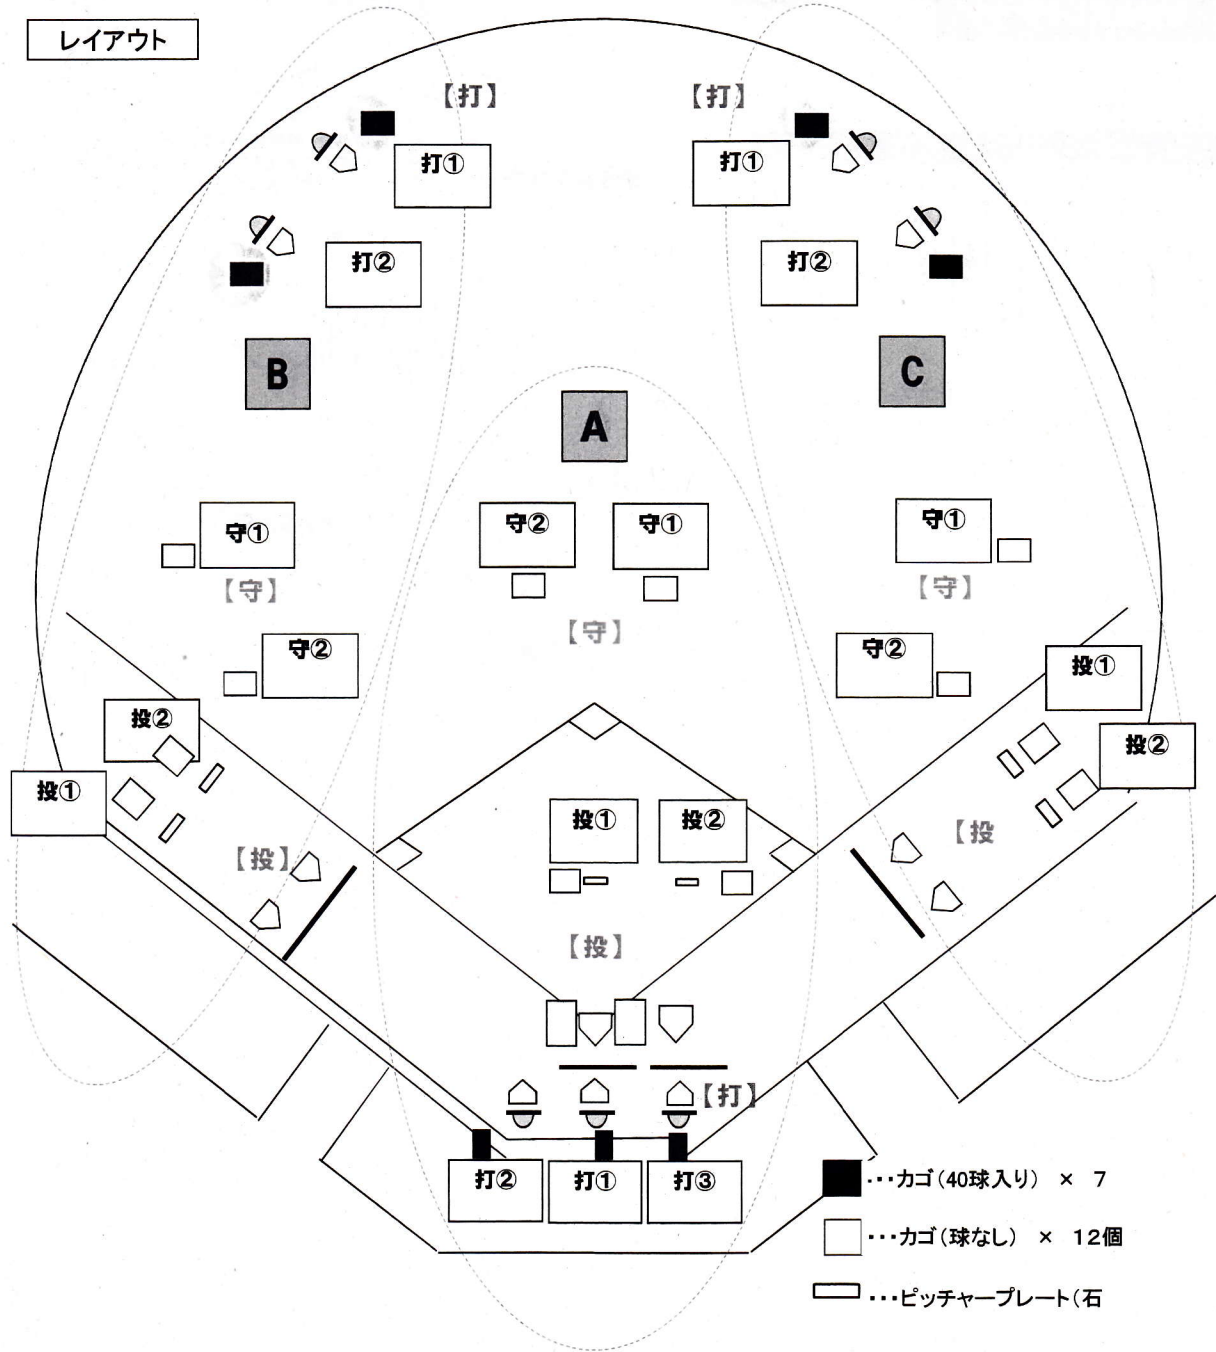 レイアウト
【打】
【打】
打①
打①
打②
打②
B
C
A
守①
守②
守①
守①
【守】
【守】
【守】
守②
守②
投①
投②
投②
投①
投①
投②
【投】
【投
【投】
【打】
打②
打①
打③
・・・カゴ（40球入り） × 7
・・・カゴ（球なし） × 12個
・・・ピッチャープレート（石